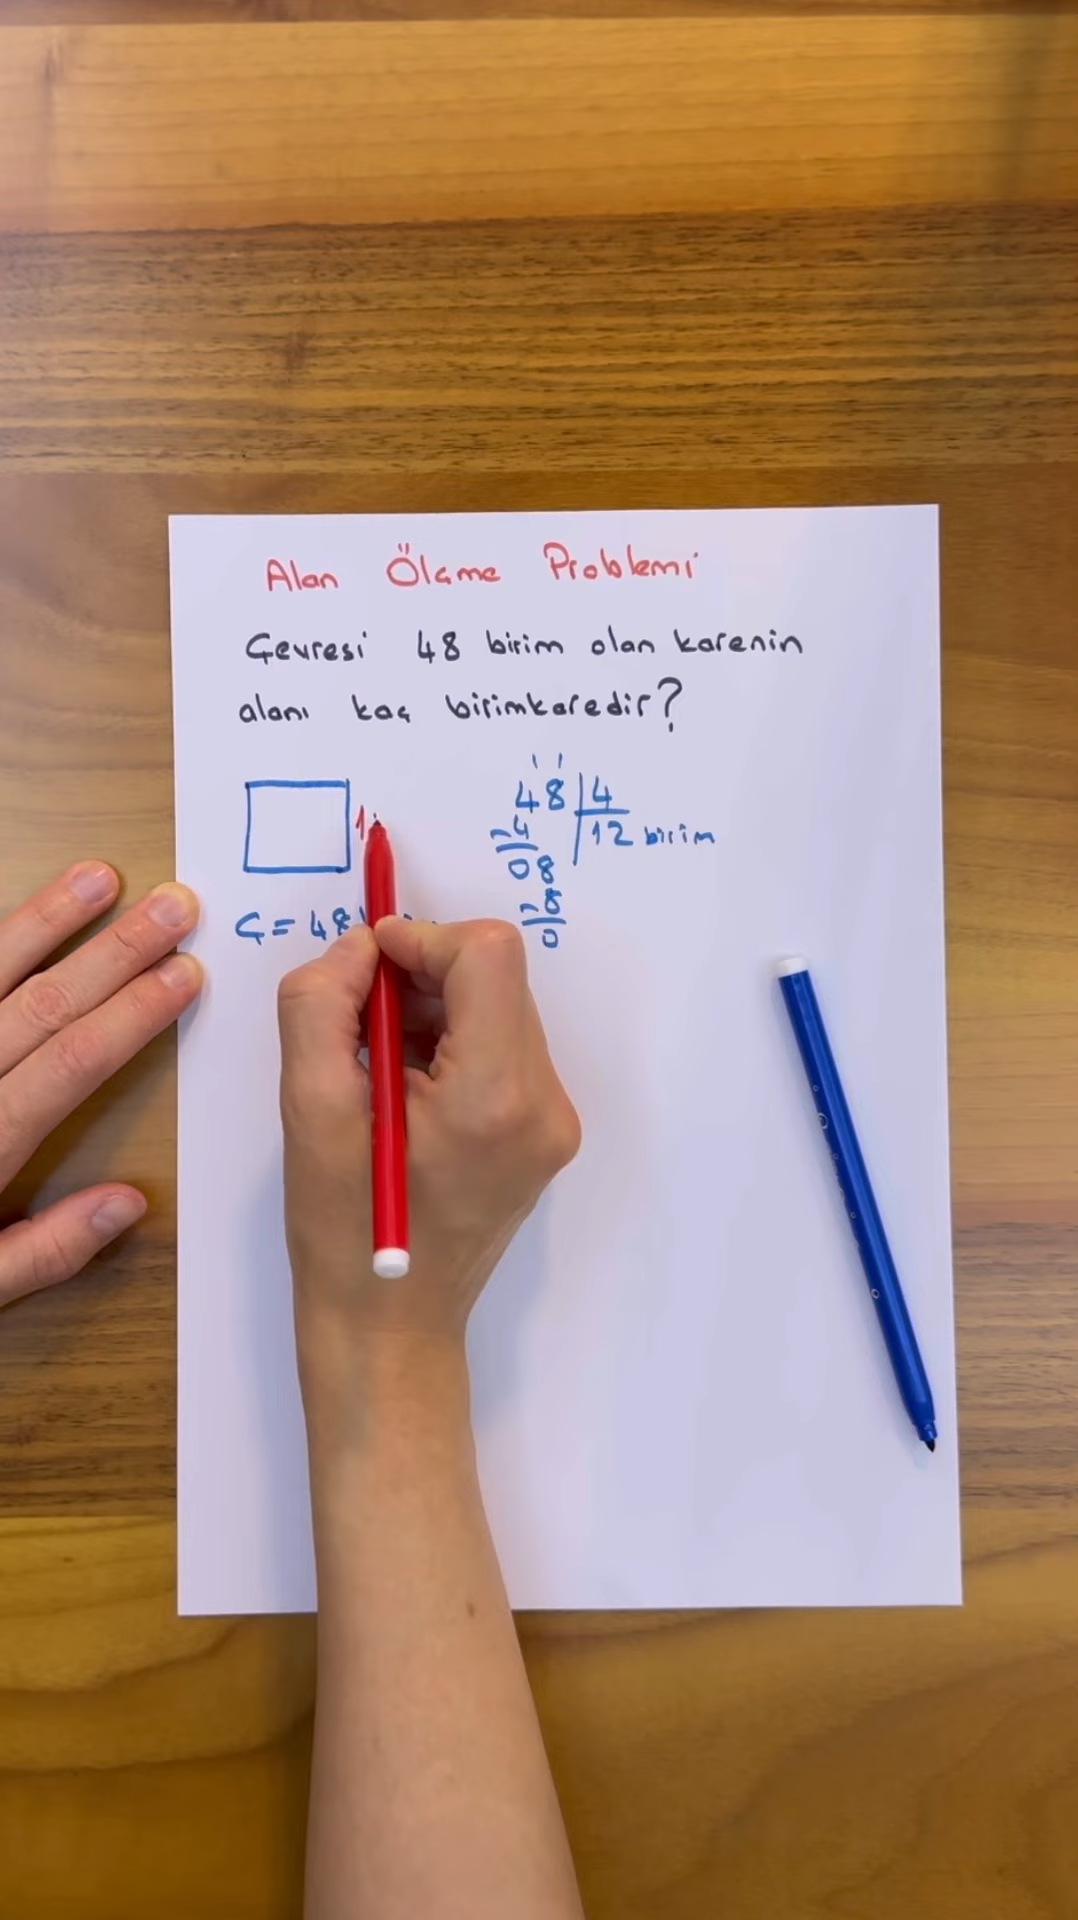 Alan Ölçme Problemi
Çevresi 48 birim olan karenin
alanı kaç birimkaredir?
48 | 4
-4
12 birim
08
-8
0
Ç = 48